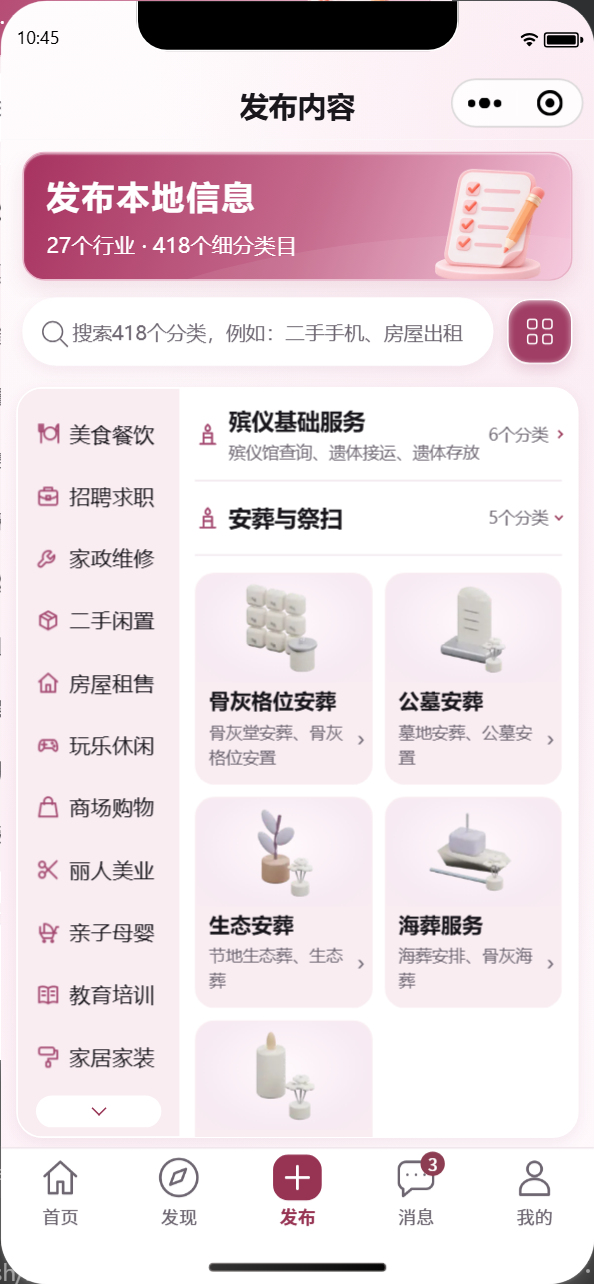 10:45
发布内容
发布本地信息
27个行业 · 418个细分类目
搜索418个分类，例如：二手手机、房屋出租
美食餐饮
招聘求职
家政维修
二手闲置
房屋租售
玩乐休闲
商场购物
丽人美业
亲子母婴
教育培训
家居家装
殡仪基础服务
殡仪馆查询、遗体接运、遗体存放
6个分类
安葬与祭扫
5个分类
骨灰格位安葬
骨灰堂安葬、骨灰
格位安置
公墓安葬
墓地安葬、公墓安
置
生态安葬
节地生态葬、生态
葬
海葬服务
海葬安排、骨灰海
葬
首页
发现
发布
消息
3
我的